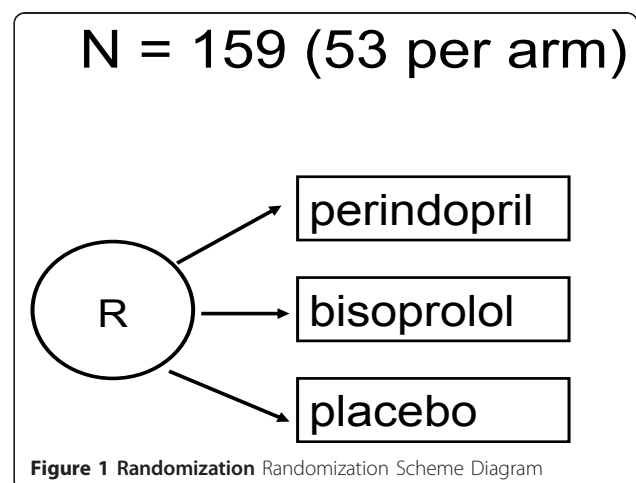 N = 159 (53 per arm)
perindopril
R
bisoprolol
placebo
Figure 1 Randomization Randomization Scheme Diagram